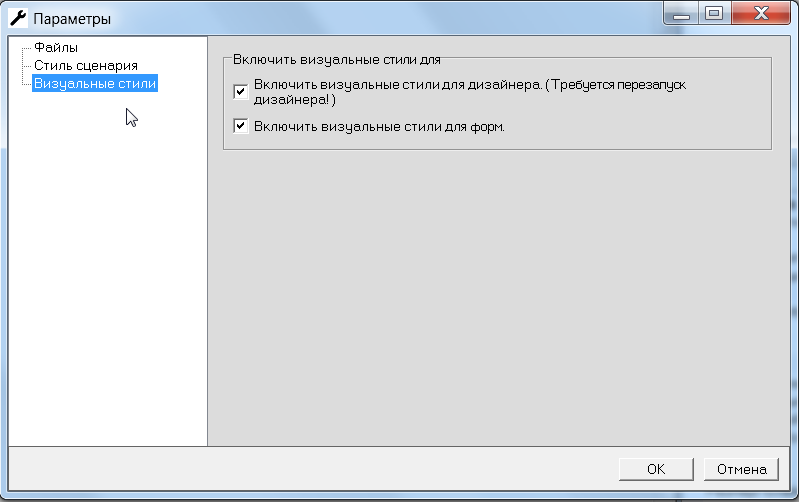 Параметры
Файлы
Стиль сценария
Визуальные стили
Включить визуальные стили для
Включить визуальные стили для дизайнера. (Требуется перезапуск
дизайнера! )
Включить визуальные стили для форм.
OK
Отмена